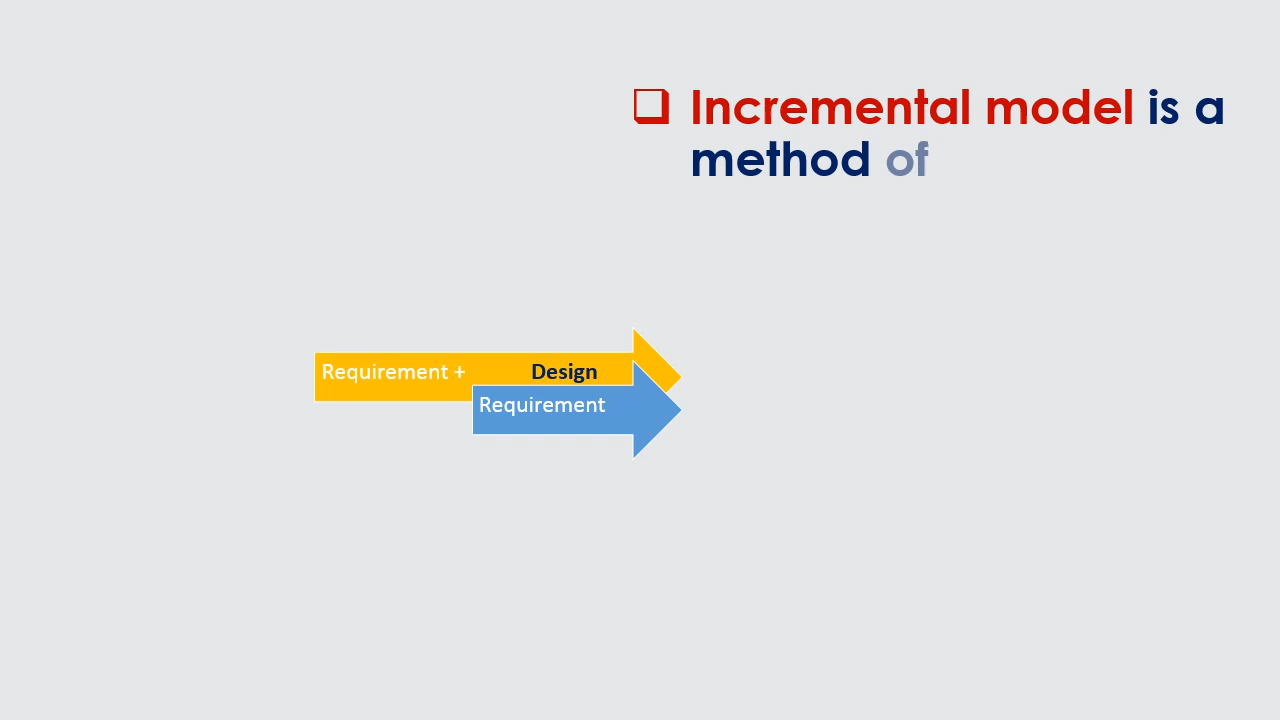 Incremental model is a
method of
Requirement + Design
Requirement